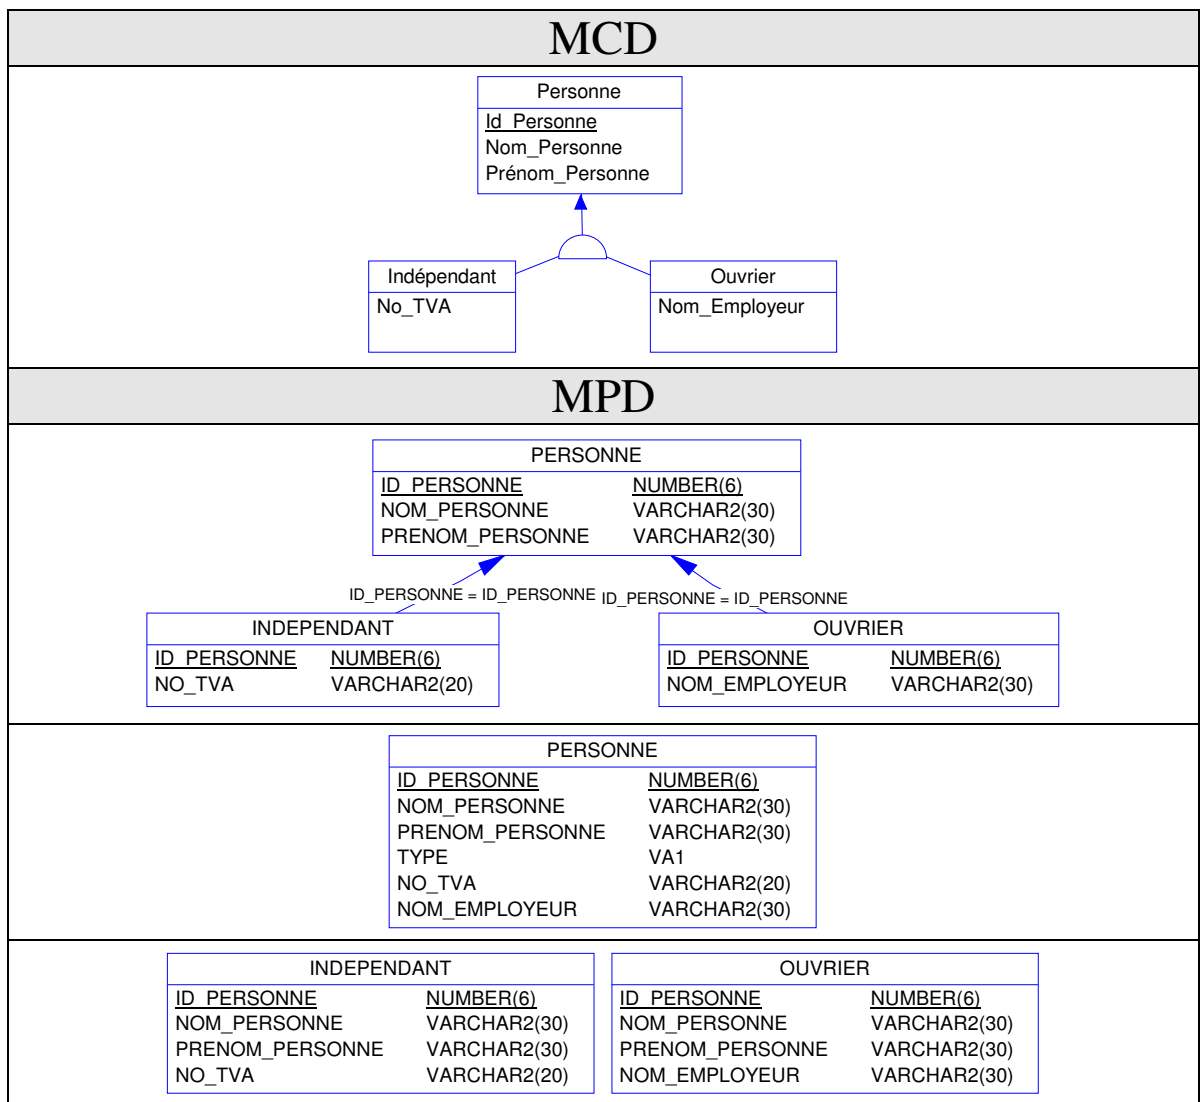 MCD
Personne
Id_Personne
Nom_Personne
Prénom_Personne
Indépendant
No_TVA
Ouvrier
Nom_Employeur
MPD
PERSONNE
ID_PERSONNE NUMBER(6)
NOM_PERSONNE VARCHAR2(30)
PRENOM_PERSONNE VARCHAR2(30)
ID_PERSONNE = ID_PERSONNE
ID_PERSONNE = ID_PERSONNE
INDEPENDANT
ID_PERSONNE NUMBER(6)
NO_TVA VARCHAR2(20)
OUVRIER
ID_PERSONNE NUMBER(6)
NOM_EMPLOYEUR VARCHAR2(30)
PERSONNE
ID_PERSONNE NUMBER(6)
NOM_PERSONNE VARCHAR2(30)
PRENOM_PERSONNE VARCHAR2(30)
TYPE VA1
NO_TVA VARCHAR2(20)
NOM_EMPLOYEUR VARCHAR2(30)
INDEPENDANT
ID_PERSONNE NUMBER(6)
NOM_PERSONNE VARCHAR2(30)
PRENOM_PERSONNE VARCHAR2(30)
NO_TVA VARCHAR2(20)
OUVRIER
ID_PERSONNE NUMBER(6)
NOM_PERSONNE VARCHAR2(30)
PRENOM_PERSONNE VARCHAR2(30)
NOM_EMPLOYEUR VARCHAR2(30)